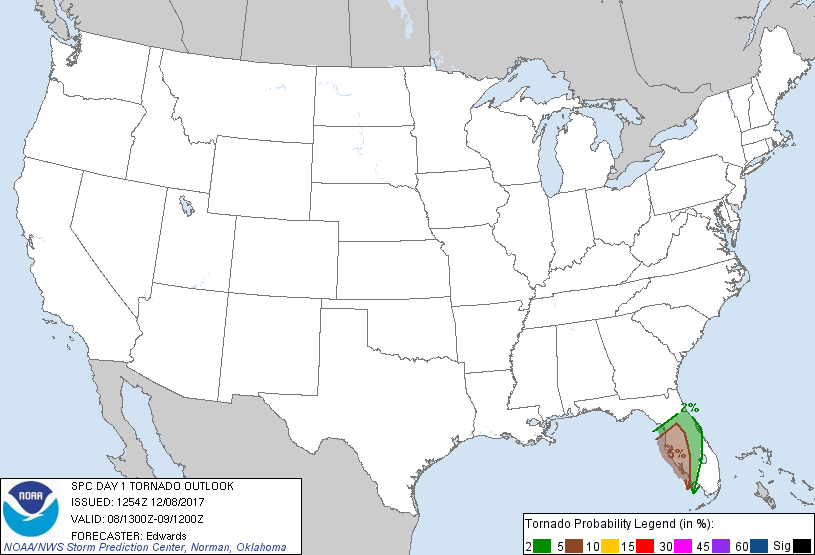 2%
5%
NOAA
SPC DAY 1 TORNADO OUTLOOK
ISSUED: 1254Z 12/08/2017
VALID: 08/1300Z-09/1200Z
FORECASTER: Edwards
NOAA/NWS Storm Prediction Center, Norman, Oklahoma
Tornado Probability Legend (in %):
2 5 10 15 30 45 60 Sig